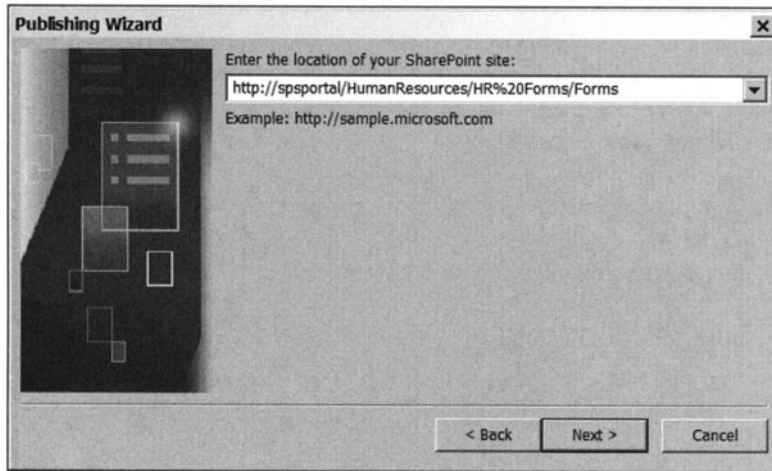 Publishing Wizard
Enter the location of your SharePoint site:
http://spsportal/HumanResources/HR%20Forms/Forms
Example: http://sample.microsoft.com
< Back
Next >
Cancel